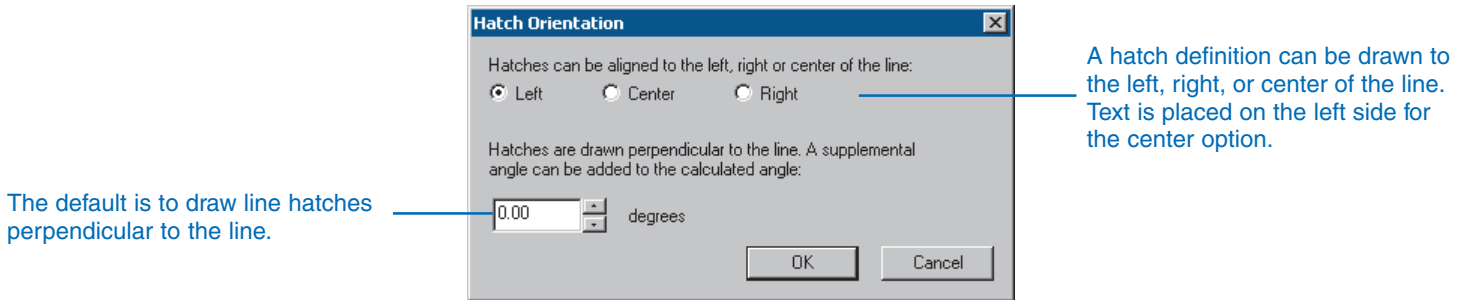 Hatch Orientation
Hatches can be aligned to the left, right or center of the line:
Left Center Right
Hatches are drawn perpendicular to the line. A supplemental
angle can be added to the calculated angle:
0.00 degrees
OK Cancel
A hatch definition can be drawn to
the left, right, or center of the line.
Text is placed on the left side for
the center option.
The default is to draw line hatches
perpendicular to the line.